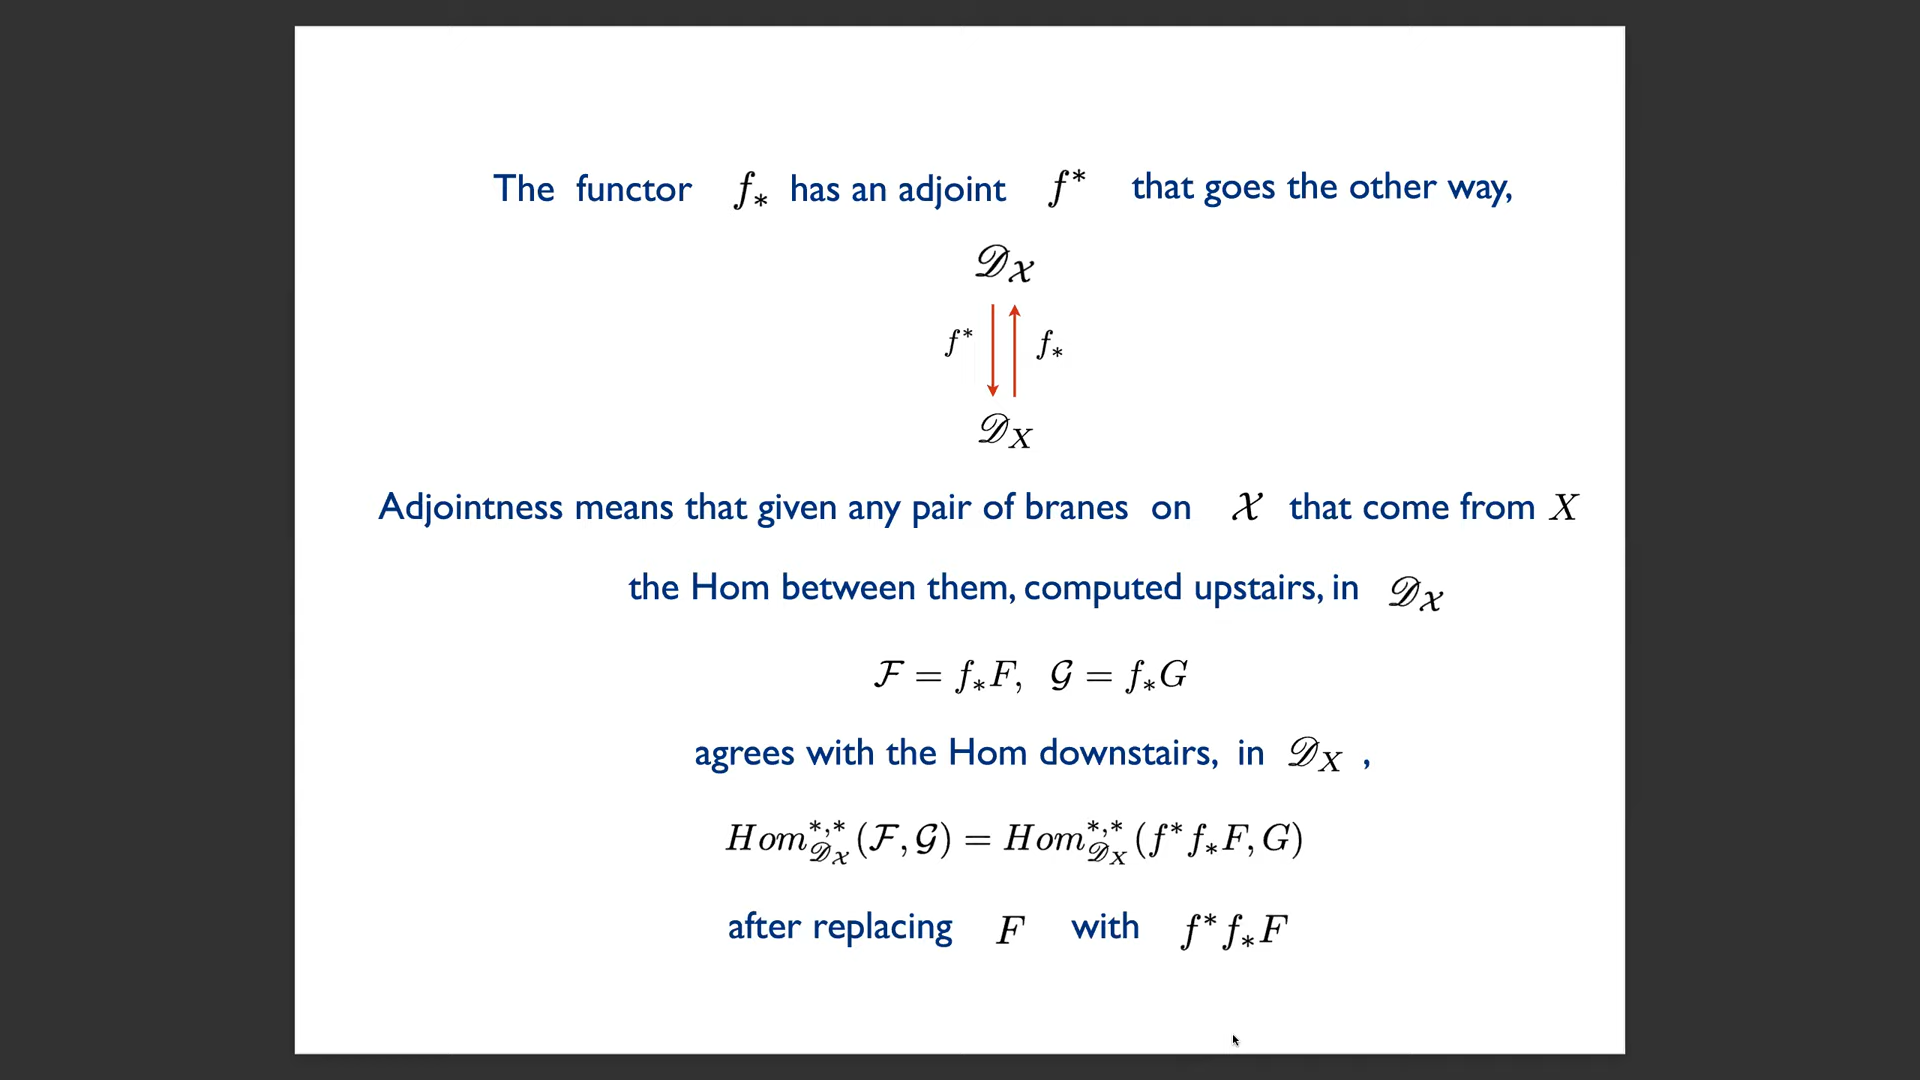 The functor f_* has an adjoint f^* that goes the other way,
𝒟_𝒳
f^* f_*
𝒟_X
Adjointness means that given any pair of branes on 𝒳 that come from X
the Hom between them, computed upstairs, in 𝒟_𝒳
ℱ = f_*F, 𝒢 = f_*G
agrees with the Hom downstairs, in 𝒟_X ,
Hom^{*,*}_{𝒟_𝒳}(ℱ, 𝒢) = Hom^{*,*}_{𝒟_X}(f^*f_*F, G)
after replacing F with f^*f_*F